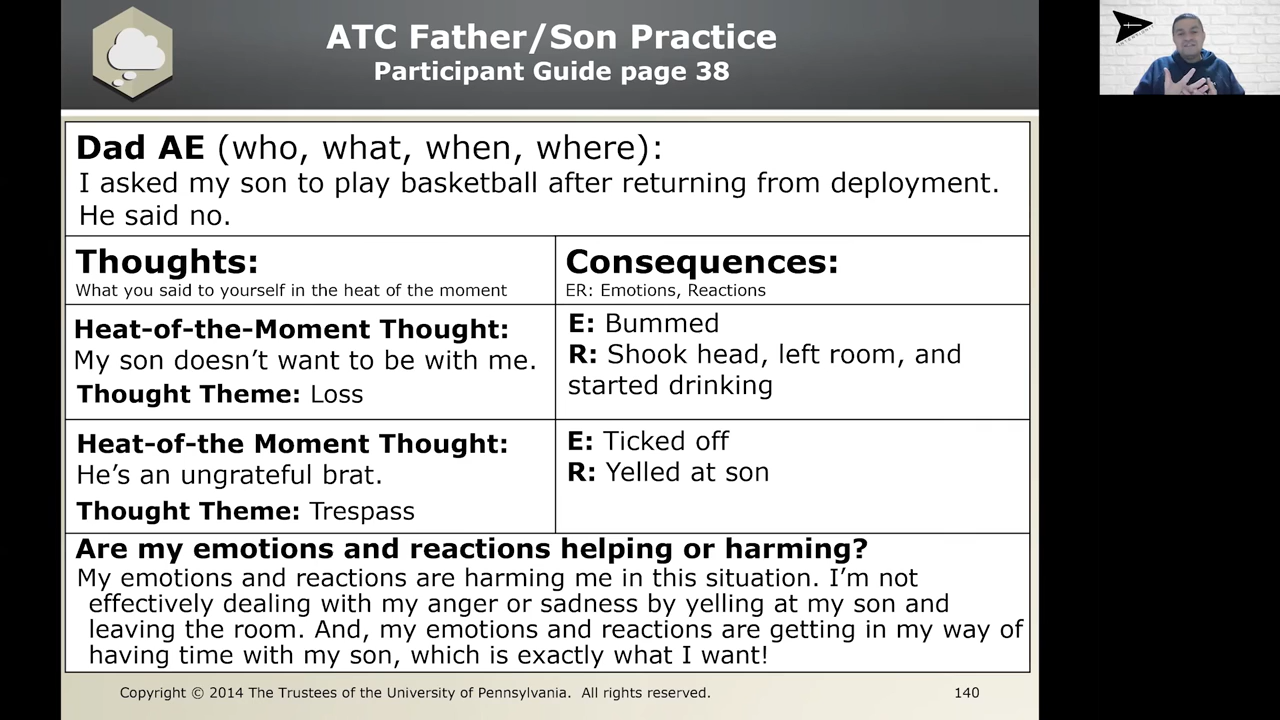 ATC Father/Son Practice
Participant Guide page 38
Dad AE (who, what, when, where):
I asked my son to play basketball after returning from deployment.
He said no.
Thoughts:
What you said to yourself in the heat of the moment
Consequences:
ER: Emotions, Reactions
Heat-of-the-Moment Thought:
My son doesn't want to be with me.
Thought Theme: Loss
E: Bummed
R: Shook head, left room, and
started drinking
Heat-of-the Moment Thought:
He's an ungrateful brat.
Thought Theme: Trespass
E: Ticked off
R: Yelled at son
Are my emotions and reactions helping or harming?
My emotions and reactions are harming me in this situation. I'm not
effectively dealing with my anger or sadness by yelling at my son and
leaving the room. And, my emotions and reactions are getting in my way of
having time with my son, which is exactly what I want!
Copyright © 2014 The Trustees of the University of Pennsylvania. All rights reserved.
140